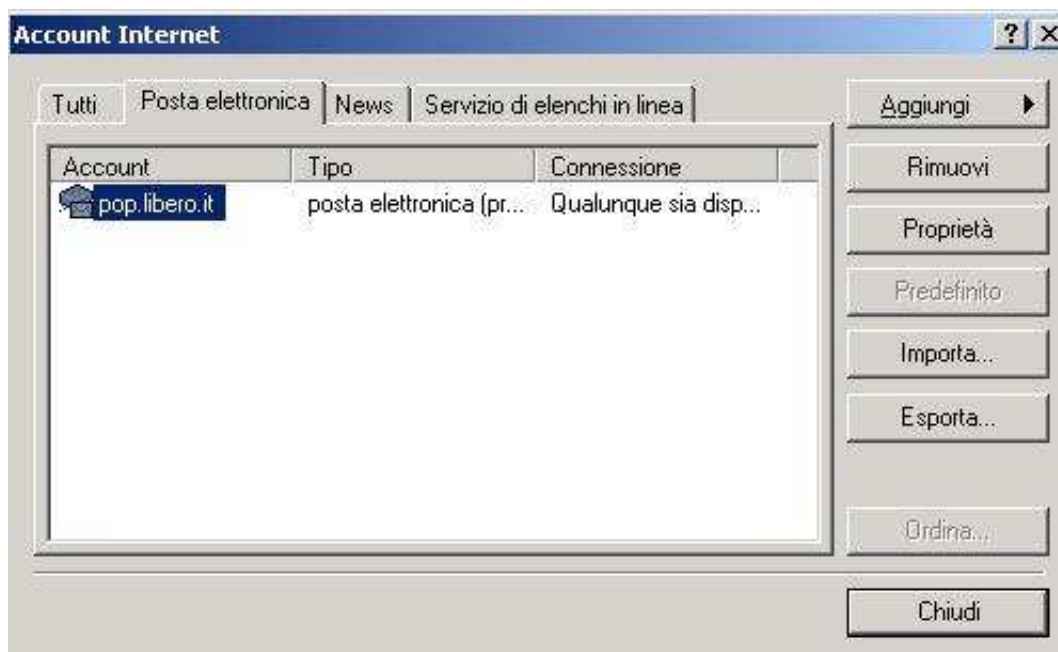 Account Internet
Tutti Posta elettronica News Servizio di elenchi in linea
Account Tipo Connessione
pop.libero.it posta elettronica (pr... Qualunque sia disp...
Aggiungi
Rimuovi
Proprietà
Predefinito
Importa...
Esporta...
Ordina...
Chiudi